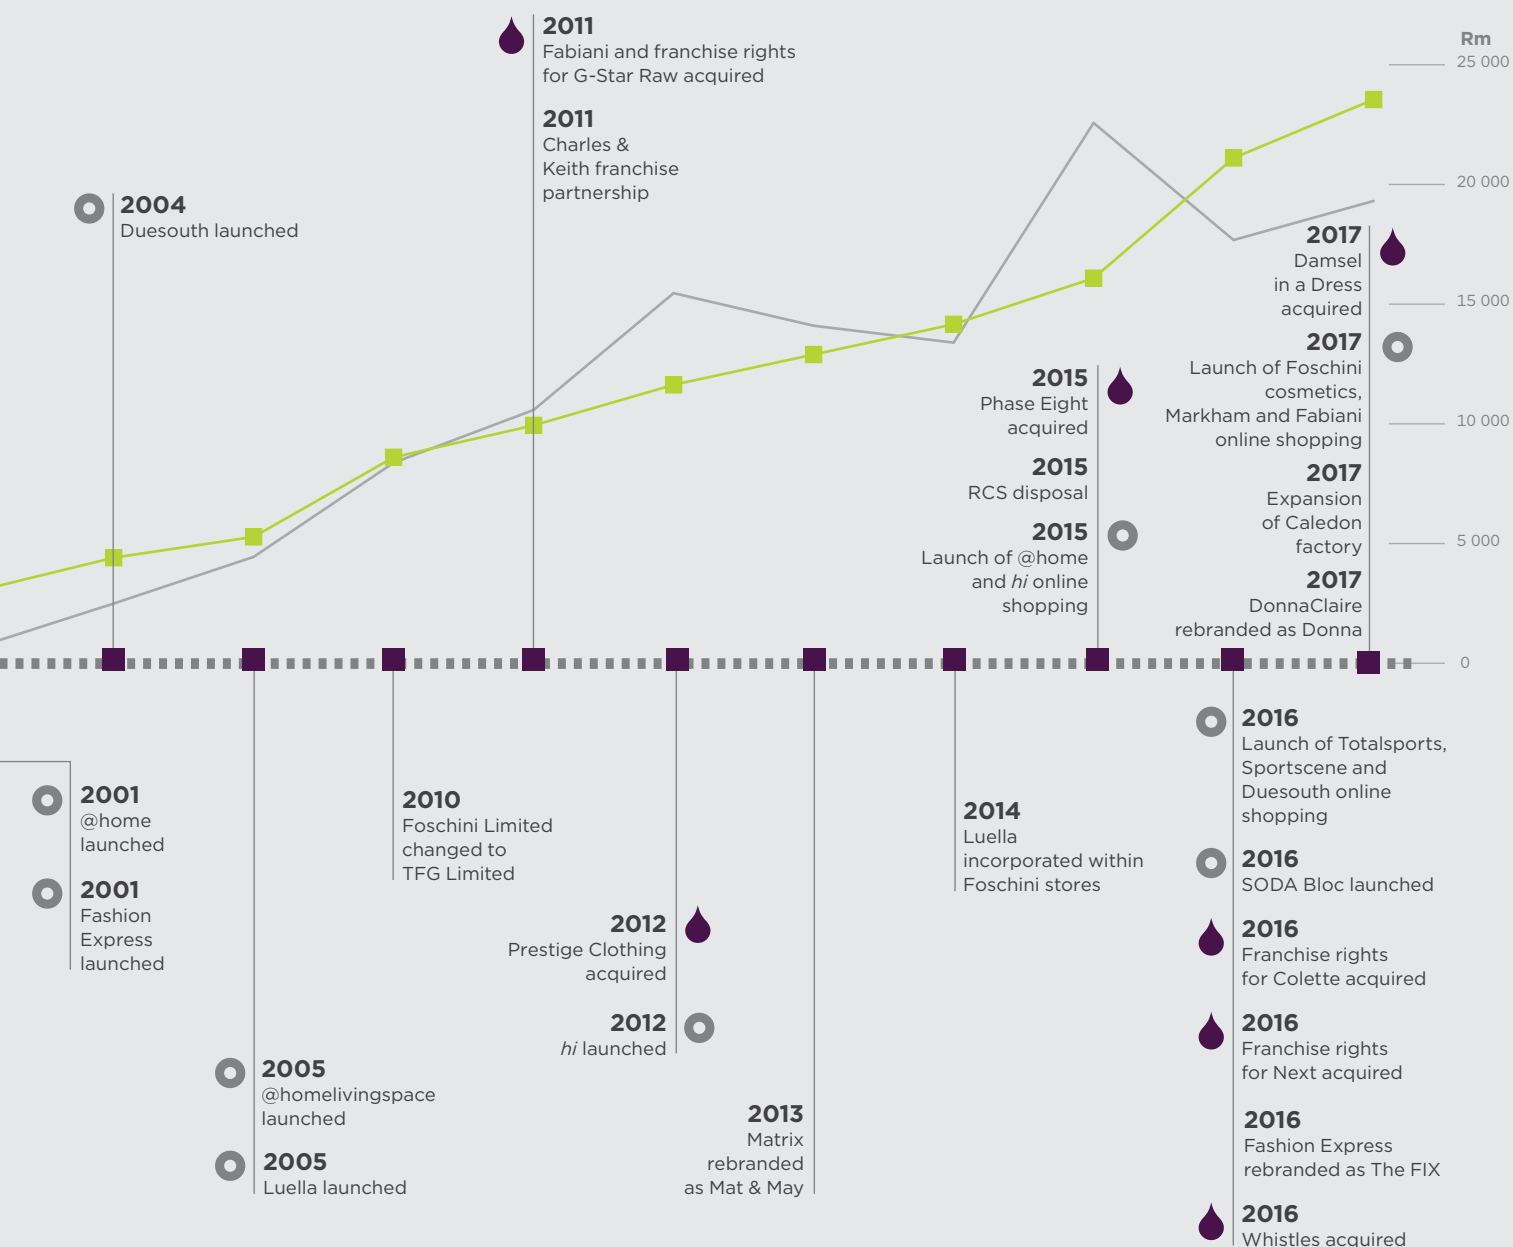 2011
Fabiani and franchise rights
for G-Star Raw acquired
2011
Charles &
Keith franchise
partnership
2004
Duesouth launched
Rm
25 000
20 000
15 000
10 000
5 000
0
2015
Phase Eight
acquired
2015
RCS disposal
2015
Launch of @home
and hi online
shopping
2017
Damsel
in a Dress
acquired
2017
Launch of Foschini
cosmetics,
Markham and Fabiani
online shopping
2017
Expansion
of Caledon
factory
2017
DonnaClaire
rebranded as Donna
2001
@home
launched
2001
Fashion
Express
launched
2005
@homelivingspace
launched
2005
Luella launched
2010
Foschini Limited
changed to
TFG Limited
2012
Prestige Clothing
acquired
2012
hi launched
2013
Matrix
rebranded
as Mat & May
2014
Luella
incorporated within
Foschini stores
2016
Launch of Totalsports,
Sportscene and
Duesouth online
shopping
2016
SODA Bloc launched
2016
Franchise rights
for Colette acquired
2016
Franchise rights
for Next acquired
2016
Fashion Express
rebranded as The FIX
2016
Whistles acquired